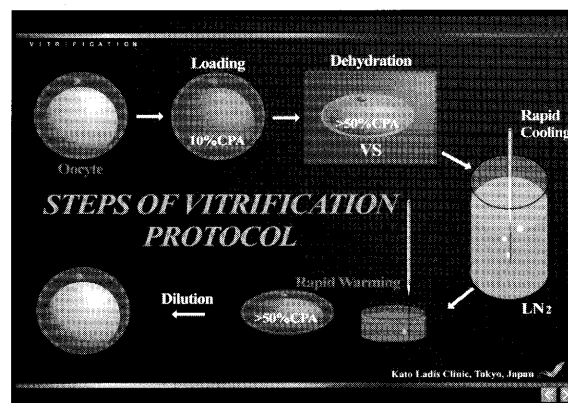 VITRIFICATION
Loading
Dehydration
10%CPA
>50%CPA
VS
Rapid
Cooling
Oocyte
STEPS OF VITRIFICATION
PROTOCOL
Rapid Warming
Dilution
>50%CPA
LN2
Kato Ladis Clinic, Tokyo, Japan